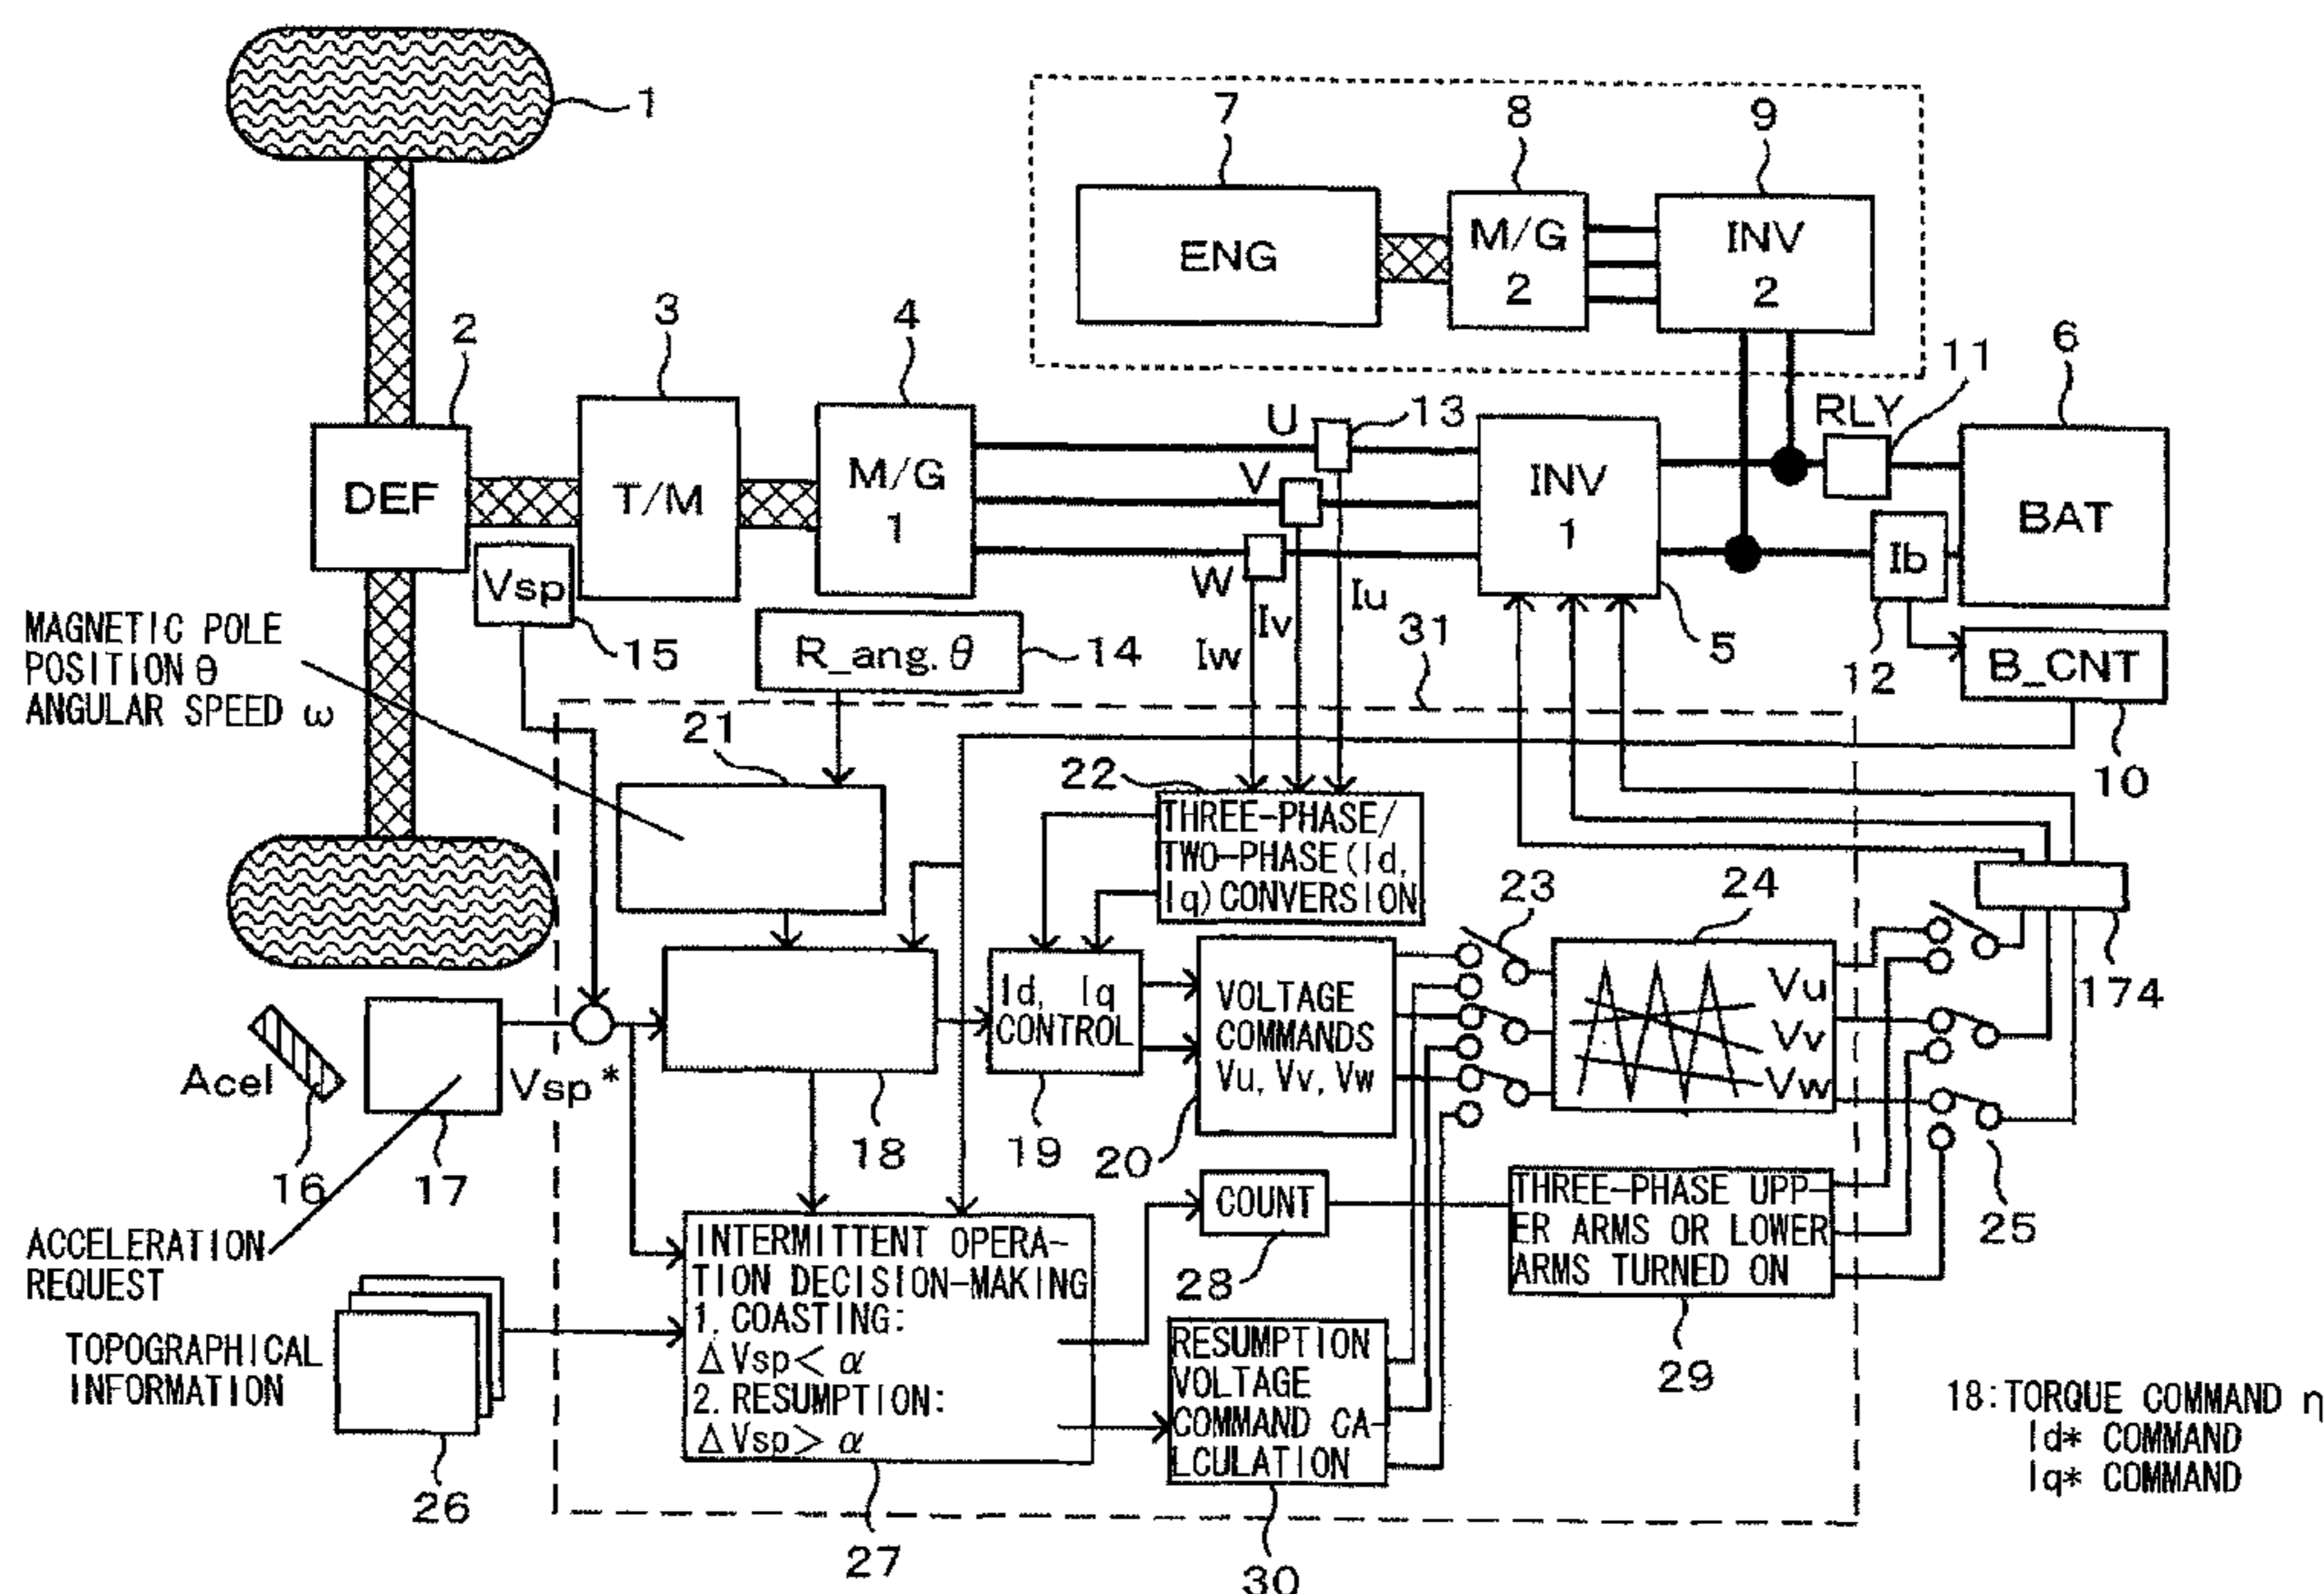 1
7
8
9
ENG
M/G
2
INV
2
2
3
4
DEF
T/M
M/G
1
U
V
W
13
INV
1
5
RLY
11
6
BAT
Ib
12
B_CNT
10
Vsp
15
R_ang. θ
14
Iw
Iv
Iu
31
MAGNETIC POLE
POSITION θ
ANGULAR SPEED ω
21
22
THREE-PHASE/
TWO-PHASE(Id,
Iq)CONVERSION
23
24
174
Acel
16
17
Vsp*
18
Id, Iq
CONTROL
19
VOLTAGE
COMMANDS
Vu, Vv, Vw
20
Vu
Vv
Vw
25
ACCELERATION
REQUEST
TOPOGRAPHICAL
INFORMATION
26
INTERMITTENT OPERA-
TION DECISION-MAKING
1. COASTING:
Δ Vsp< α
2. RESUMPTION:
Δ Vsp> α
27
COUNT
28
THREE-PHASE UPP-
ER ARMS OR LOWER
ARMS TURNED ON
29
RESUMPTION
VOLTAGE
COMMAND CA-
LCULATION
30
18:TORQUE COMMAND η
Id* COMMAND
Iq* COMMAND